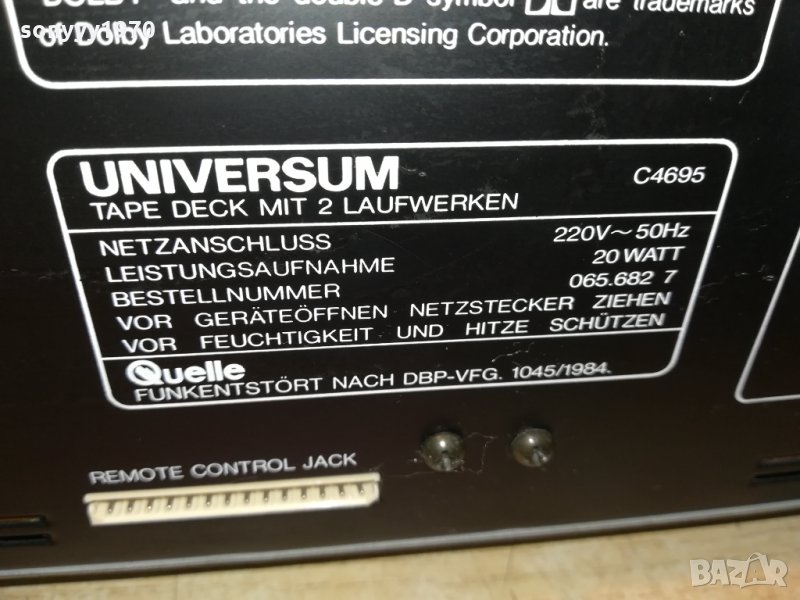 sonyyy1970
DOLBY and the double-D symbol are trademarks
of Dolby Laboratories Licensing Corporation.
UNIVERSUM C4695
TAPE DECK MIT 2 LAUFWERKEN
NETZANSCHLUSS 220V~50Hz
LEISTUNGSAUFNAHME 20 WATT
BESTELLNUMMER 065.682 7
VOR GERÄTEÖFFNEN NETZSTECKER ZIEHEN
VOR FEUCHTIGKEIT UND HITZE SCHÜTZEN
Quelle
FUNKENTSTÖRT NACH DBP-VFG. 1045/1984.
REMOTE CONTROL JACK
BAZAR